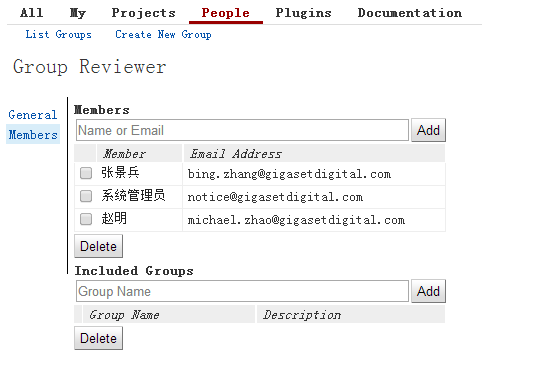 All My Projects People Plugins Documentation
List Groups Create New Group
Group Reviewer
General
Members
Members
Name or Email Add
Member Email Address
张景兵 bing.zhang@gigasetdigital.com
系统管理员 notice@gigasetdigital.com
赵明 michael.zhao@gigasetdigital.com
Delete
Included Groups
Group Name Add
Group Name Description
Delete